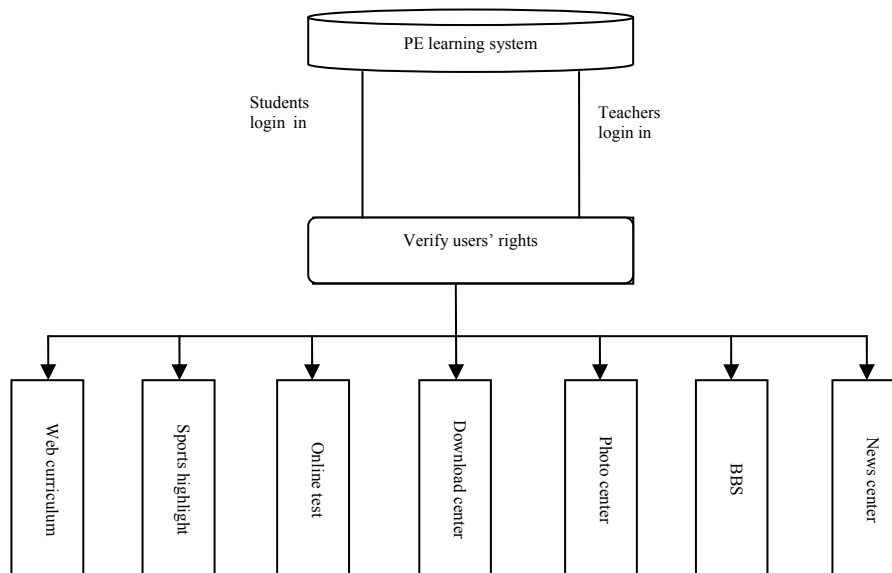 PE learning system
Students
login in
Teachers
login in
Verify users’ rights
Web curriculum
Sports highlight
Online test
Download center
Photo center
BBS
News center